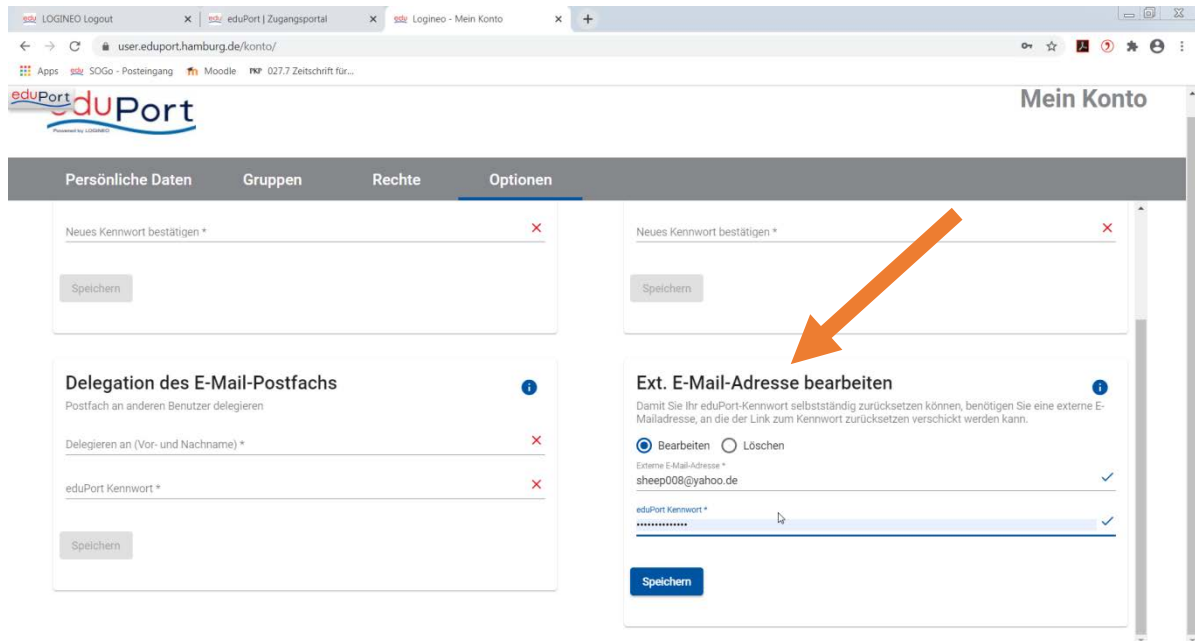 LOGINEO Logout
eduPort | Zugangsportal
Logineo - Mein Konto
user.eduport.hamburg.de/konto/
Apps
SOGo - Posteingang
Moodle
027.7 Zeitschrift für...
eduPort
eduPort
Powered by LOGINEO
Mein Konto
Persönliche Daten Gruppen Rechte Optionen
Neues Kennwort bestätigen *
Speichern
Neues Kennwort bestätigen *
Speichern
Delegation des E-Mail-Postfachs
Postfach an anderen Benutzer delegieren
Delegieren an (Vor- und Nachname) *
eduPort Kennwort *
Speichern
Ext. E-Mail-Adresse bearbeiten
Damit Sie Ihr eduPort-Kennwort selbstständig zurücksetzen können, benötigen Sie eine externe E-
Mailadresse, an die der Link zum Kennwort zurücksetzen verschickt werden kann.
Bearbeiten Löschen
Externe E-Mail-Adresse *
sheep008@yahoo.de
eduPort Kennwort *
••••••••••••••
Speichern